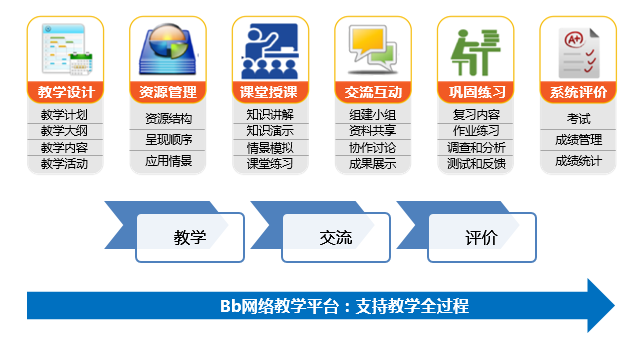 A+
教学设计
教学计划
教学大纲
教学内容
教学活动
资源管理
资源结构
呈现顺序
应用情景
课堂授课
知识讲解
知识演示
情景模拟
课堂练习
交流互动
组建小组
资料共享
协作讨论
成果展示
巩固练习
复习内容
作业练习
调查和分析
测试和反馈
系统评价
考试
成绩管理
成绩统计
教学
交流
评价
Bb网络教学平台：支持教学全过程